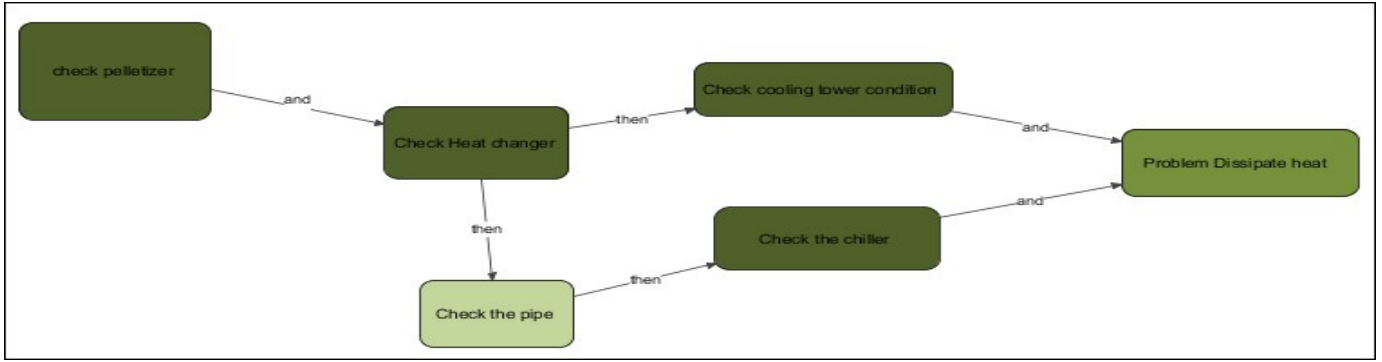 check pelletizer
and
Check Heat changer
then
Check cooling tower condition
and
Problem Dissipate heat
then
Check the pipe
then
Check the chiller
and